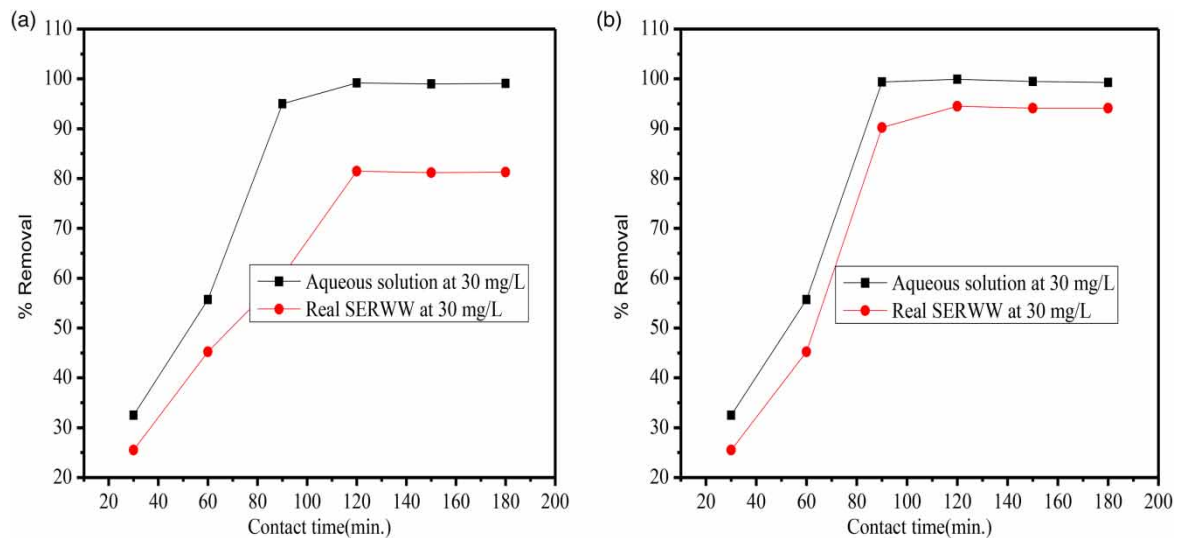 (a)
110
100
90
80
70
60
50
40
30
20
% Removal
Aqueous solution at 30 mg/L
Real SERWW at 30 mg/L
20 40 60 80 100 120 140 160 180 200
Contact time(min.)
(b)
110
100
90
80
70
60
50
40
30
20
% Removal
Aqueous solution at 30 mg/L
Real SERWW at 30 mg/L
20 40 60 80 100 120 140 160 180 200
Contact time(min.)